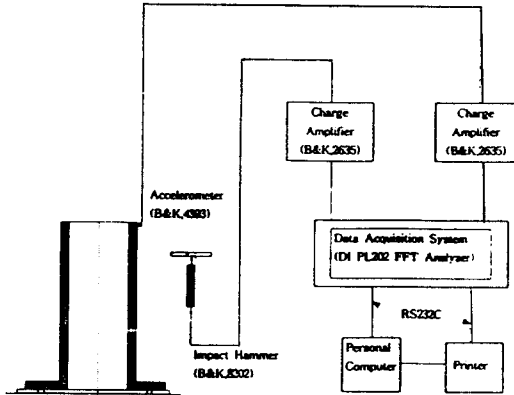 Charge
Amplifier
(B&K,2635)
Charge
Amplifier
(B&K,2635)
Accelerometer
(B&K,4393)
Data Acquisition System
(DI PL202 FFT Analyzer)
RS232C
Impact Hammer
(B&K,8202)
Personal
Computer
Printer